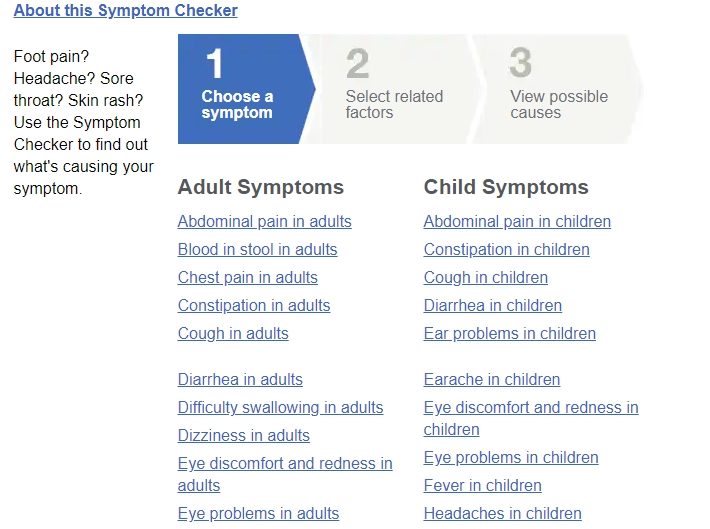 About this Symptom Checker
Foot pain?
Headache? Sore
throat? Skin rash?
Use the Symptom
Checker to find out
what's causing your
symptom.
1
Choose a
symptom
2
Select related
factors
3
View possible
causes
Adult Symptoms
Abdominal pain in adults
Blood in stool in adults
Chest pain in adults
Constipation in adults
Cough in adults
Diarrhea in adults
Difficulty swallowing in adults
Dizziness in adults
Eye discomfort and redness in
adults
Eye problems in adults
Child Symptoms
Abdominal pain in children
Constipation in children
Cough in children
Diarrhea in children
Ear problems in children
Earache in children
Eye discomfort and redness in
children
Eye problems in children
Fever in children
Headaches in children